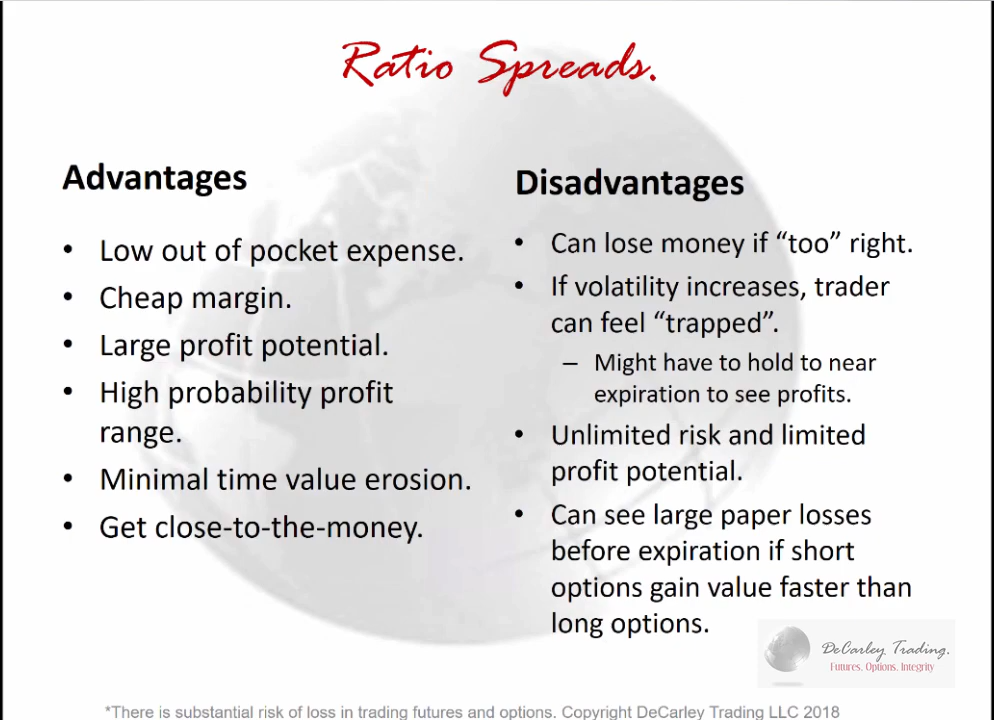 Ratio Spreads.
Advantages
• Low out of pocket expense.
• Cheap margin.
• Large profit potential.
• High probability profit
range.
• Minimal time value erosion.
• Get close-to-the-money.
Disadvantages
• Can lose money if “too” right.
• If volatility increases, trader
can feel “trapped”.
– Might have to hold to near
expiration to see profits.
• Unlimited risk and limited
profit potential.
• Can see large paper losses
before expiration if short
options gain value faster than
long options.
DeCarley Trading.
Futures, Options, Integrity
*There is substantial risk of loss in trading futures and options. Copyright DeCarley Trading LLC 2018